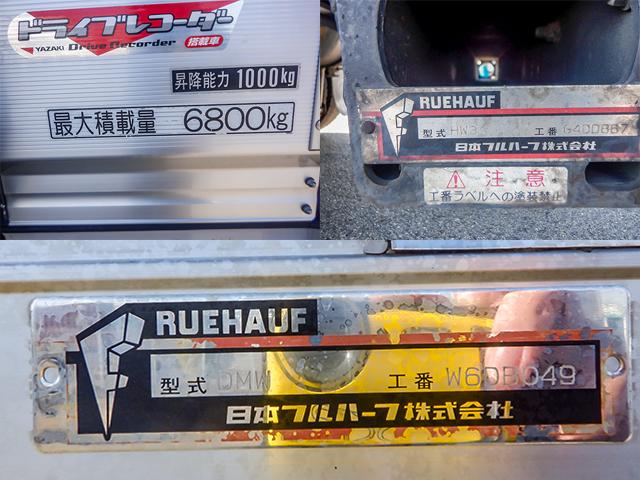 ドライブレコーダー
YAZAKI Drive Recorder 搭載車
昇降能力 1000kg
最大積載量 6800kg
RUEHAUF
型式 工番
日本フルハーフ株式会社
⚠ 注意
工番ラベルへの塗装禁止
RUEHAUF
型式 DMW 工番 W60B049
日本フルハーフ株式会社